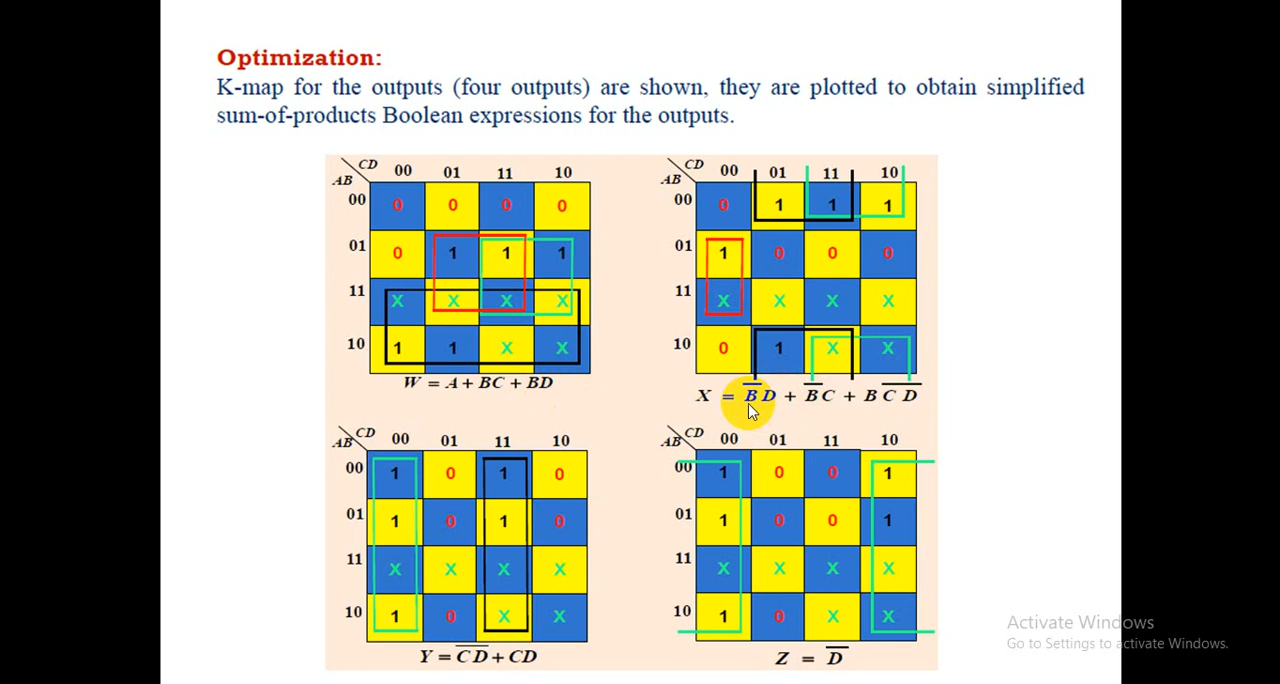 Optimization:
K-map for the outputs (four outputs) are shown, they are plotted to obtain simplified
sum-of-products Boolean expressions for the outputs.
CD 00 01 11 10
AB
00 0 0 0 0
01 0 1 1 1
11 X X X X
10 1 1 X X
W = A + BC + BD
CD 00 01 11 10
AB
00 0 1 1 1
01 1 0 0 0
11 X X X X
10 0 1 X X
X = B̅D + B̅C + BC̅D̅
CD 00 01 11 10
AB
00 1 0 1 0
01 1 0 1 0
11 X X X X
10 1 0 X X
Y = C̅D̅ + CD
CD 00 01 11 10
AB
00 1 0 0 1
01 1 0 0 1
11 X X X X
10 1 0 X X
Z = D̅
Activate Windows
Go to Settings to activate Windows.